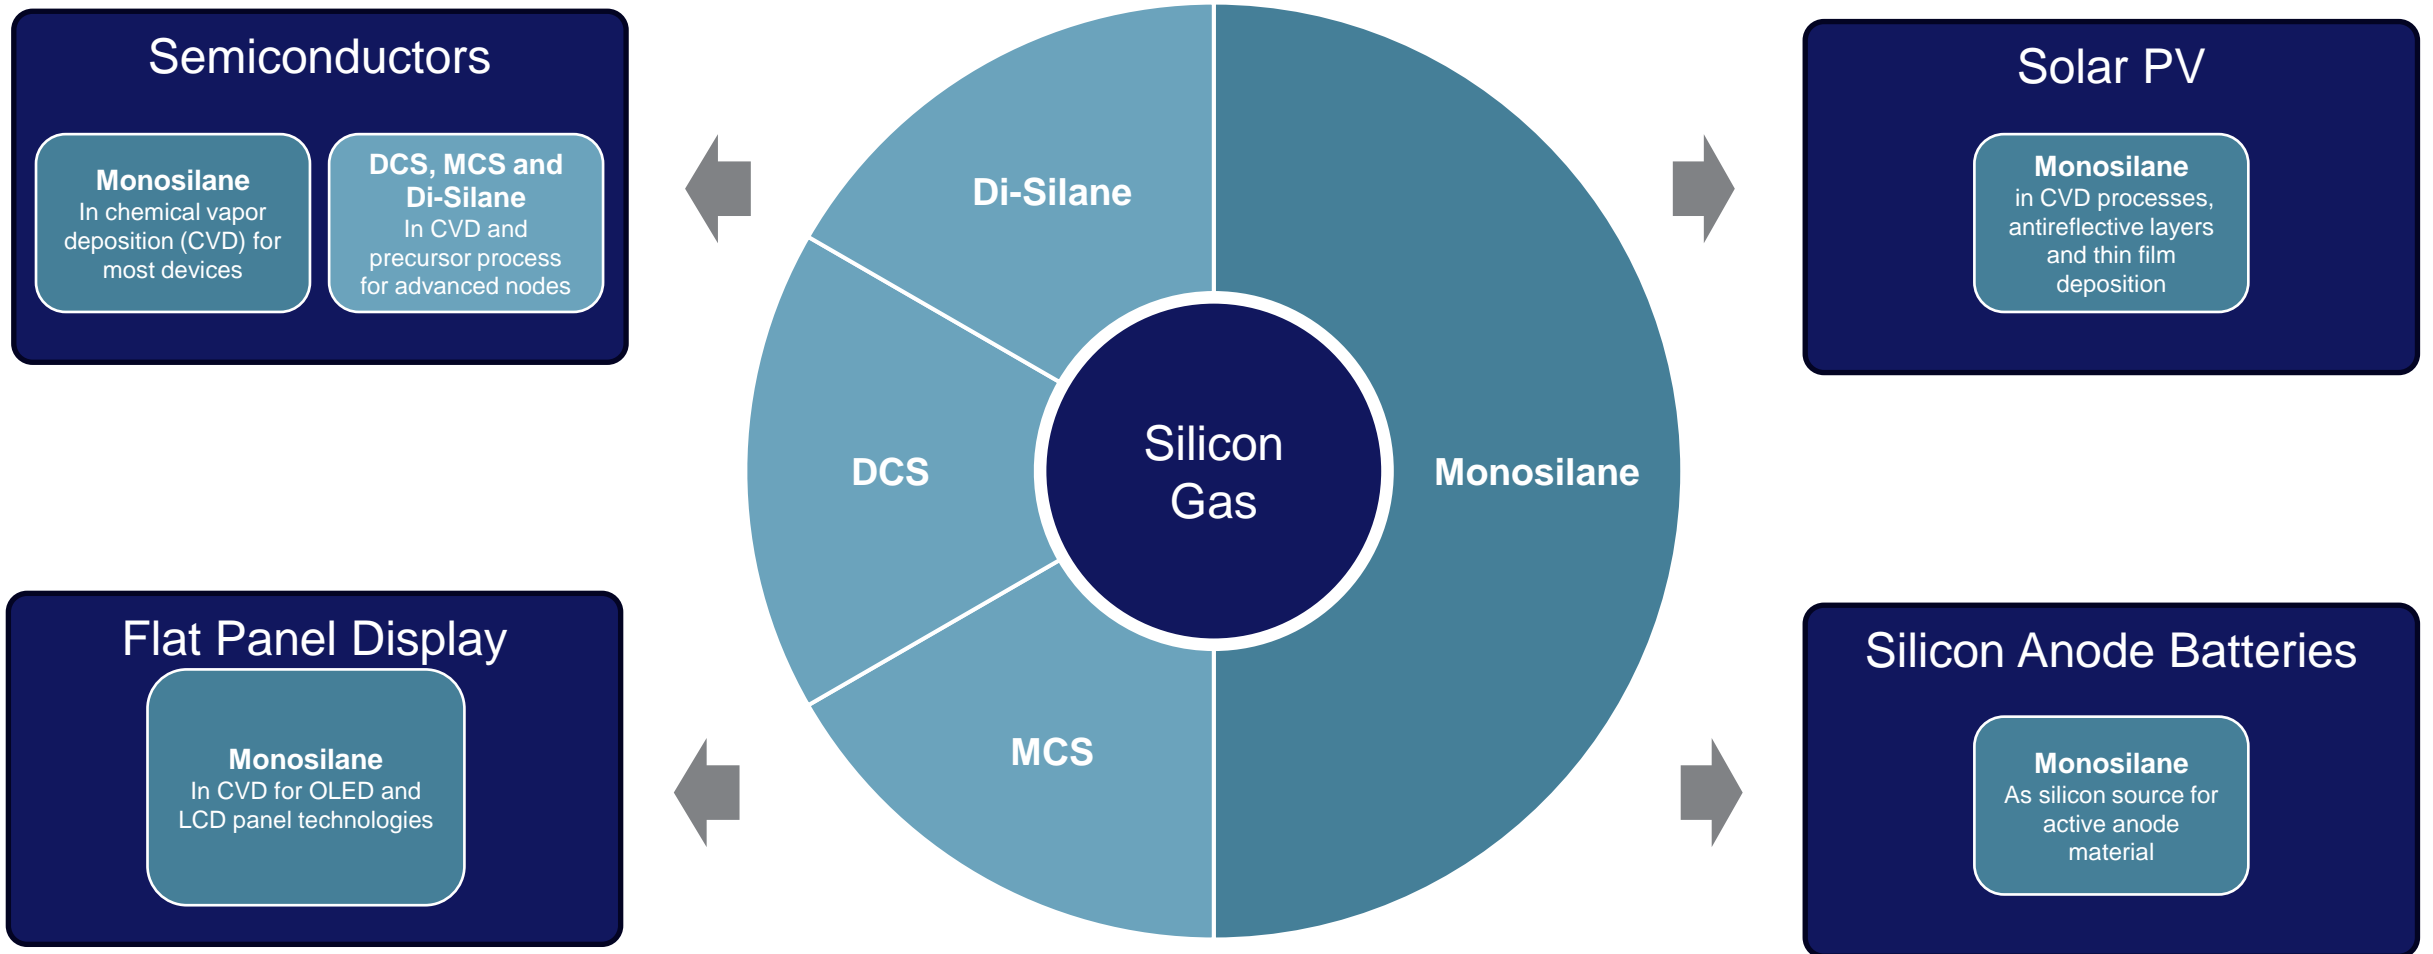 Semiconductors
Monosilane
In chemical vapor
deposition (CVD) for
most devices
DCS, MCS and
Di-Silane
In CVD and
precursor process
for advanced nodes
Flat Panel Display
Monosilane
In CVD for OLED and
LCD panel technologies
Di-Silane
DCS
MCS
Silicon
Gas
Monosilane
Solar PV
Monosilane
in CVD processes,
antireflective layers
and thin film
deposition
Silicon Anode Batteries
Monosilane
As silicon source for
active anode
material